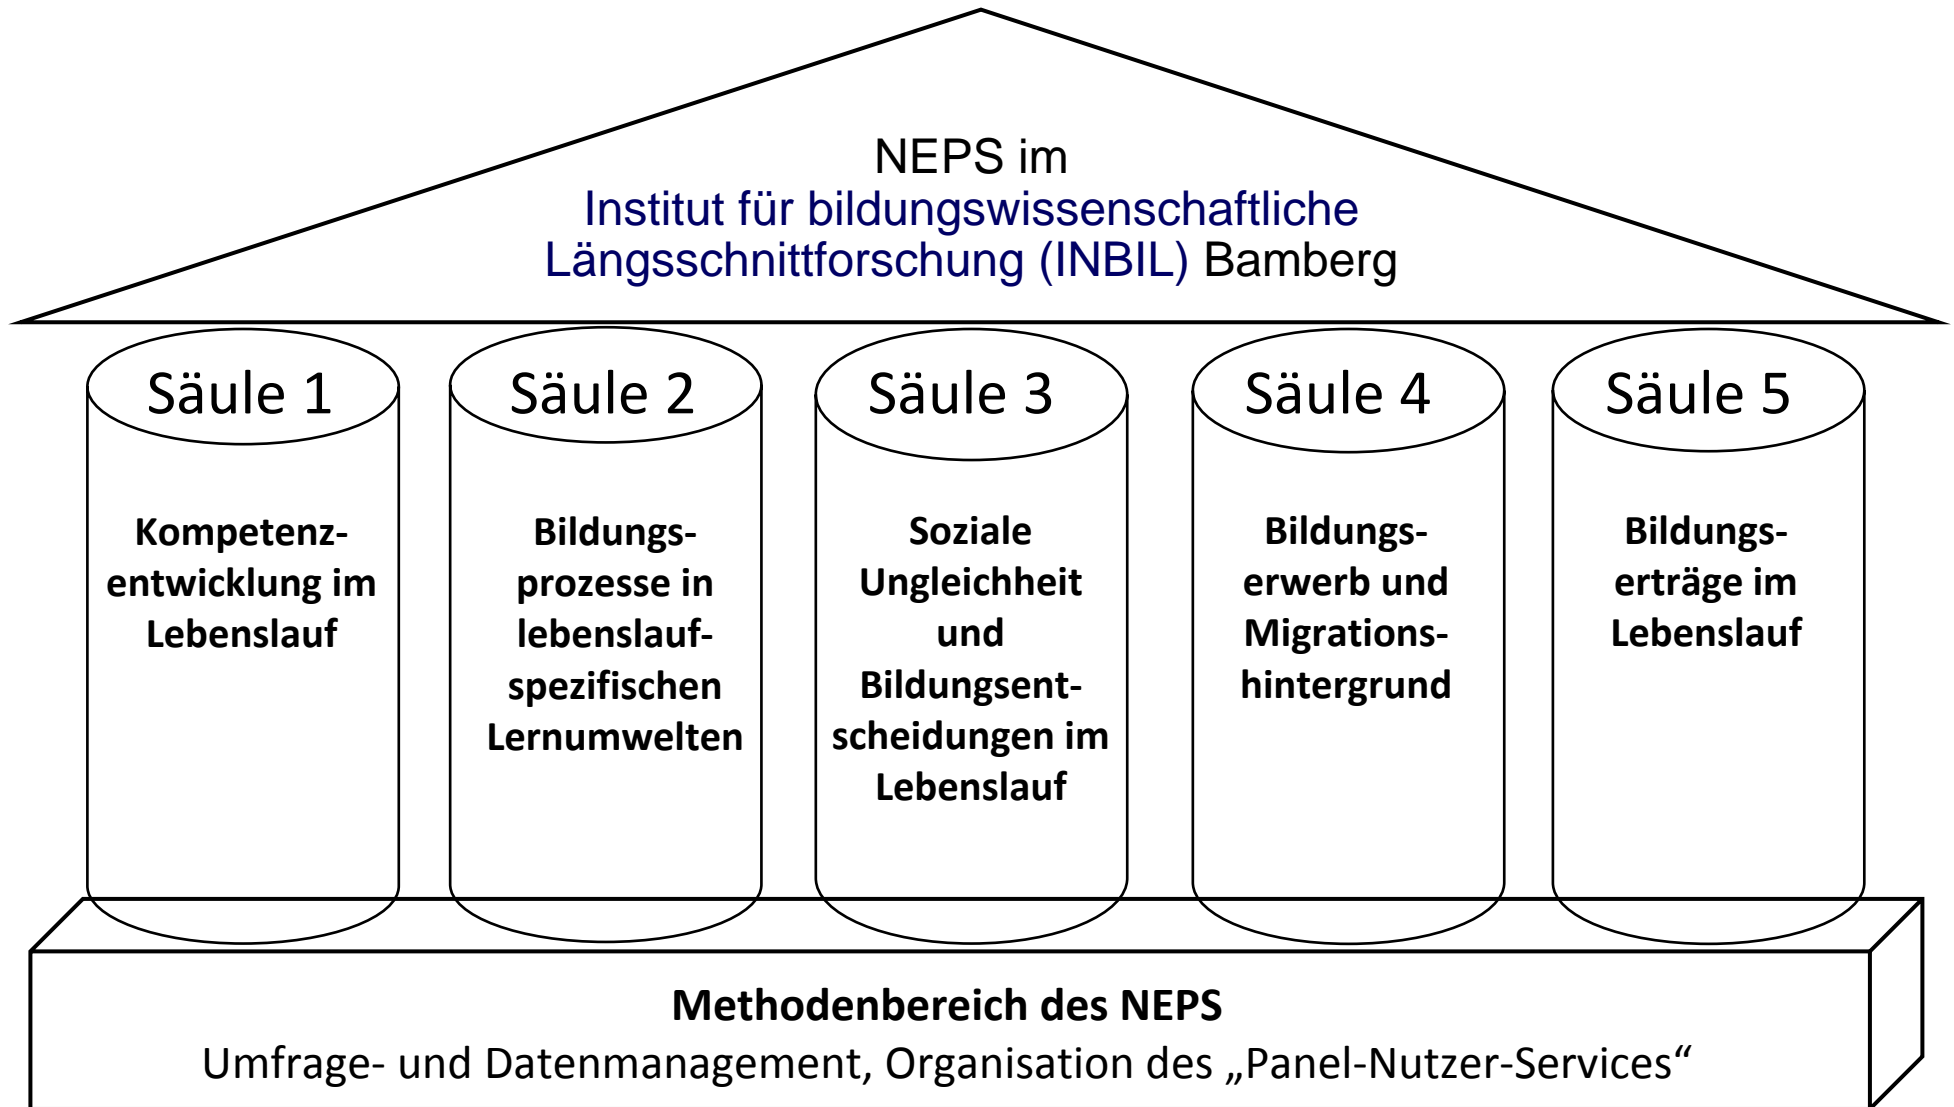 NEPS im
Institut für bildungswissenschaftliche
Längsschnittforschung (INBIL) Bamberg
Säule 1
Kompetenz-
entwicklung im
Lebenslauf
Säule 2
Bildungs-
prozesse in
lebenslauf-
spezifischen
Lernumwelten
Säule 3
Soziale
Ungleichheit
und
Bildungsent-
scheidungen im
Lebenslauf
Säule 4
Bildungs-
erwerb und
Migrations-
hintergrund
Säule 5
Bildungs-
erträge im
Lebenslauf
Methodenbereich des NEPS
Umfrage- und Datenmanagement, Organisation des „Panel-Nutzer-Services“